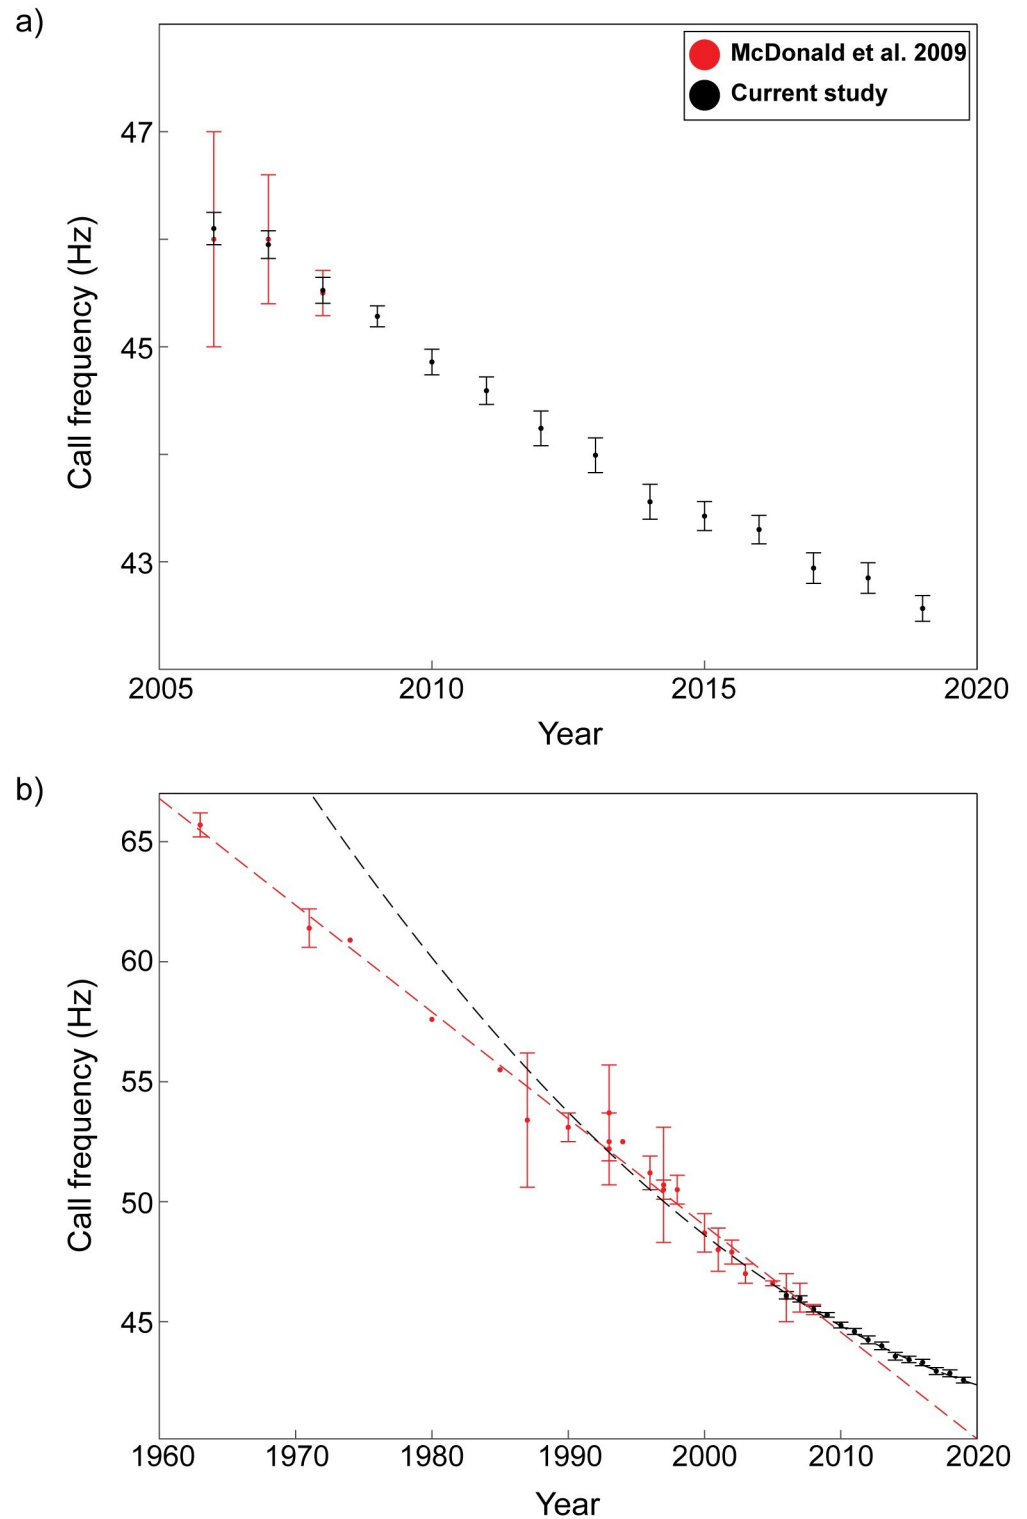 a)
McDonald et al. 2009
Current study
47
45
43
Call frequency (Hz)
2005 2010 2015 2020
Year
b)
65
60
55
50
45
Call frequency (Hz)
1960 1970 1980 1990 2000 2010 2020
Year